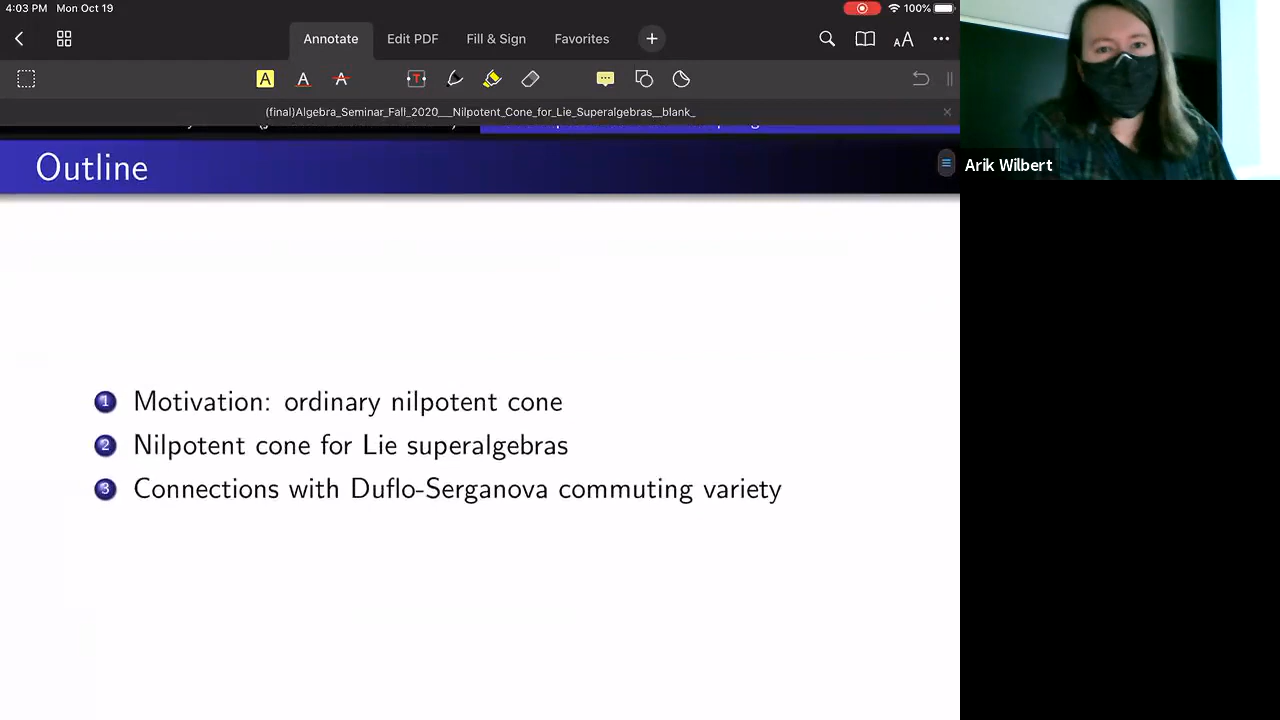 4:03 PM Mon Oct 19
100%
Annotate
Edit PDF
Fill & Sign
Favorites
(final)Algebra_Seminar_Fall_2020__Nilpotent_Cone_for_Lie_Superalgebras__blank_
Outline
1 Motivation: ordinary nilpotent cone
2 Nilpotent cone for Lie superalgebras
3 Connections with Duflo-Serganova commuting variety
Arik Wilbert